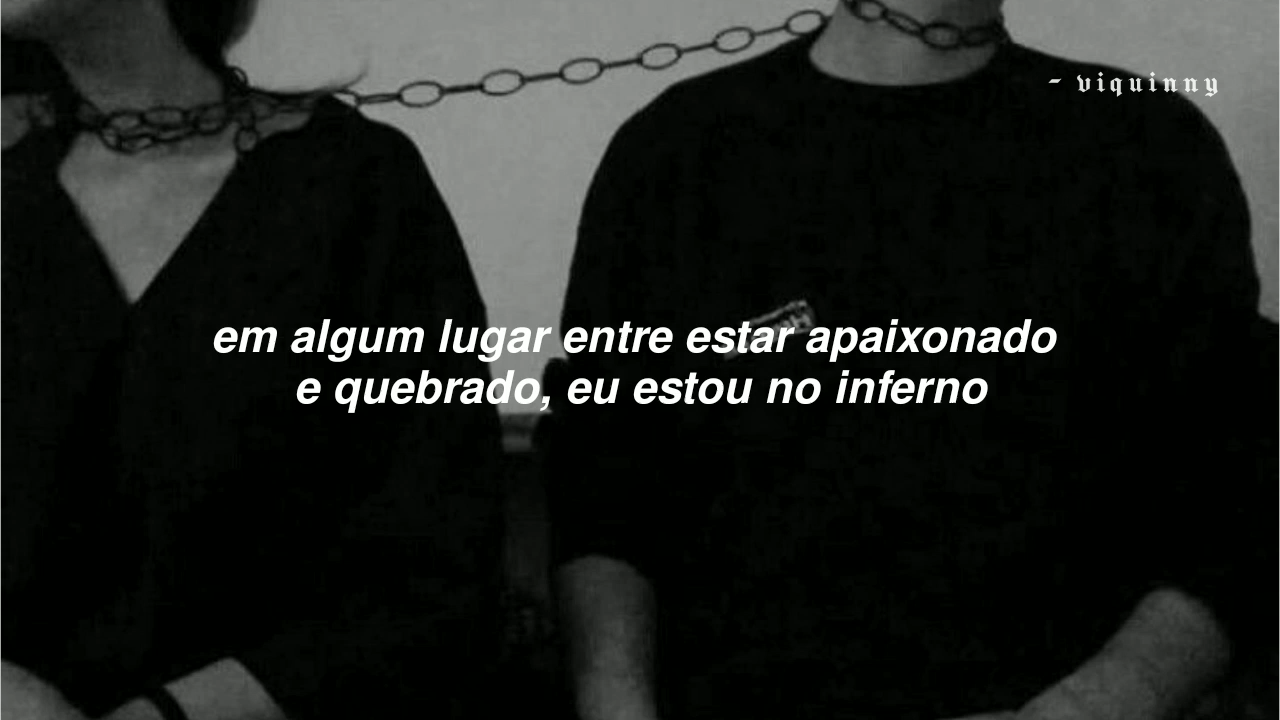 - viquinny
em algum lugar entre estar apaixonado
e quebrado, eu estou no inferno